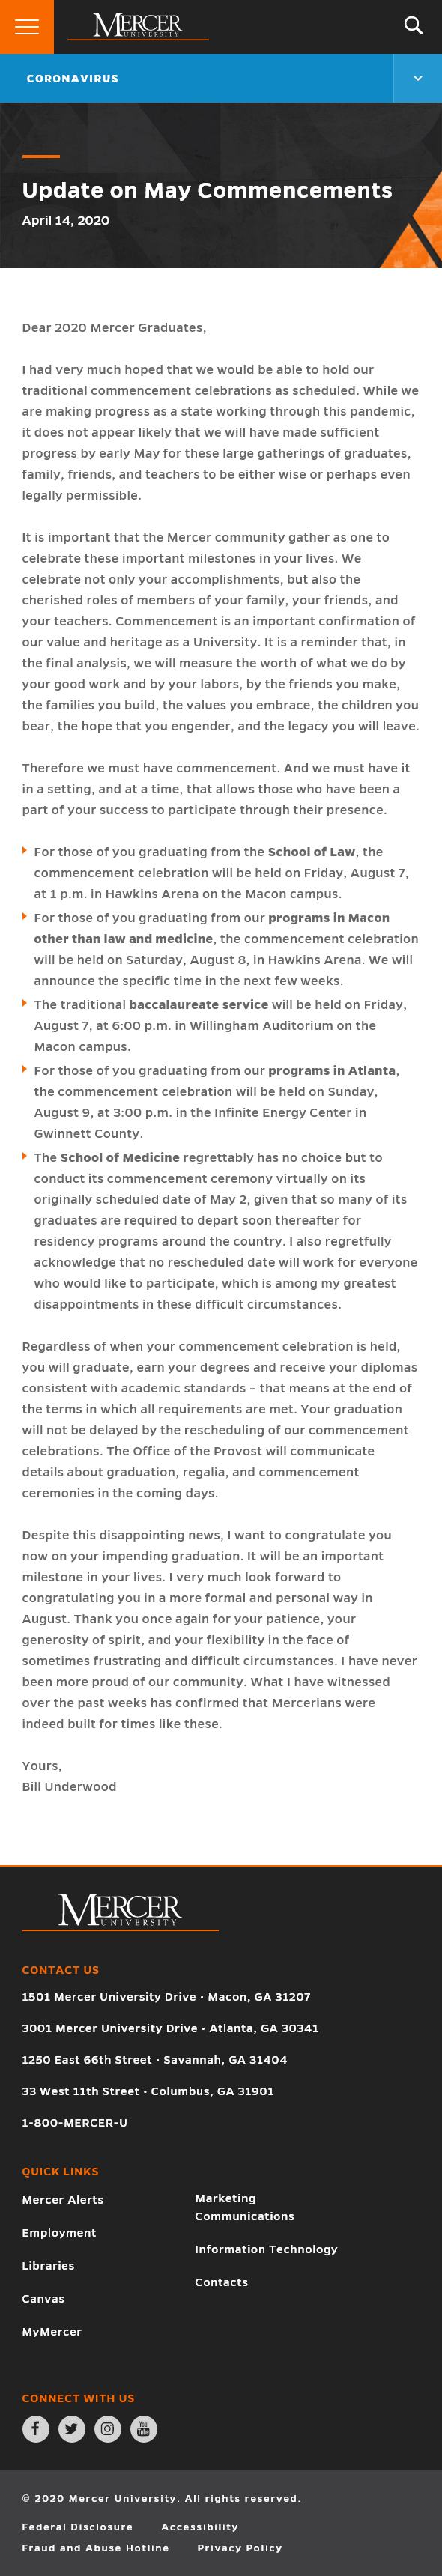 MERCER
UNIVERSITY
CORONAVIRUS
Update on May Commencements
April 14, 2020
Dear 2020 Mercer Graduates,
I had very much hoped that we would be able to hold our
traditional commencement celebrations as scheduled. While we
are making progress as a state working through this pandemic,
it does not appear likely that we will have made sufficient
progress by early May for these large gatherings of graduates,
family, friends, and teachers to be either wise or perhaps even
legally permissible.
It is important that the Mercer community gather as one to
celebrate these important milestones in your lives. We
celebrate not only your accomplishments, but also the
cherished roles of members of your family, your friends, and
your teachers. Commencement is an important confirmation of
our value and heritage as a University. It is a reminder that, in
the final analysis, we will measure the worth of what we do by
your good work and by your labors, by the friends you make,
the families you build, the values you embrace, the children you
bear, the hope that you engender, and the legacy you will leave.
Therefore we must have commencement. And we must have it
in a setting, and at a time, that allows those who have been a
part of your success to participate through their presence.
For those of you graduating from the School of Law, the
commencement celebration will be held on Friday, August 7,
at 1 p.m. in Hawkins Arena on the Macon campus.
For those of you graduating from our programs in Macon
other than law and medicine, the commencement celebration
will be held on Saturday, August 8, in Hawkins Arena. We will
announce the specific time in the next few weeks.
The traditional baccalaureate service will be held on Friday,
August 7, at 6:00 p.m. in Willingham Auditorium on the
Macon campus.
For those of you graduating from our programs in Atlanta,
the commencement celebration will be held on Sunday,
August 9, at 3:00 p.m. in the Infinite Energy Center in
Gwinnett County.
The School of Medicine regrettably has no choice but to
conduct its commencement ceremony virtually on its
originally scheduled date of May 2, given that so many of its
graduates are required to depart soon thereafter for
residency programs around the country. I also regretfully
acknowledge that no rescheduled date will work for everyone
who would like to participate, which is among my greatest
disappointments in these difficult circumstances.
Regardless of when your commencement celebration is held,
you will graduate, earn your degrees and receive your diplomas
consistent with academic standards – that means at the end of
the terms in which all requirements are met. Your graduation
will not be delayed by the rescheduling of our commencement
celebrations. The Office of the Provost will communicate
details about graduation, regalia, and commencement
ceremonies in the coming days.
Despite this disappointing news, I want to congratulate you
now on your impending graduation. It will be an important
milestone in your lives. I very much look forward to
congratulating you in a more formal and personal way in
August. Thank you once again for your patience, your
generosity of spirit, and your flexibility in the face of
sometimes frustrating and difficult circumstances. I have never
been more proud of our community. What I have witnessed
over the past weeks has confirmed that Mercerians were
indeed built for times like these.
Yours,
Bill Underwood
MERCER
UNIVERSITY
CONTACT US
1501 Mercer University Drive • Macon, GA 31207
3001 Mercer University Drive • Atlanta, GA 30341
1250 East 66th Street • Savannah, GA 31404
33 West 11th Street • Columbus, GA 31901
1-800-MERCER-U
QUICK LINKS
Mercer Alerts
Employment
Libraries
Canvas
MyMercer
Marketing
Communications
Information Technology
Contacts
CONNECT WITH US
You
Tube
© 2020 Mercer University. All rights reserved.
Federal Disclosure Accessibility
Fraud and Abuse Hotline Privacy Policy